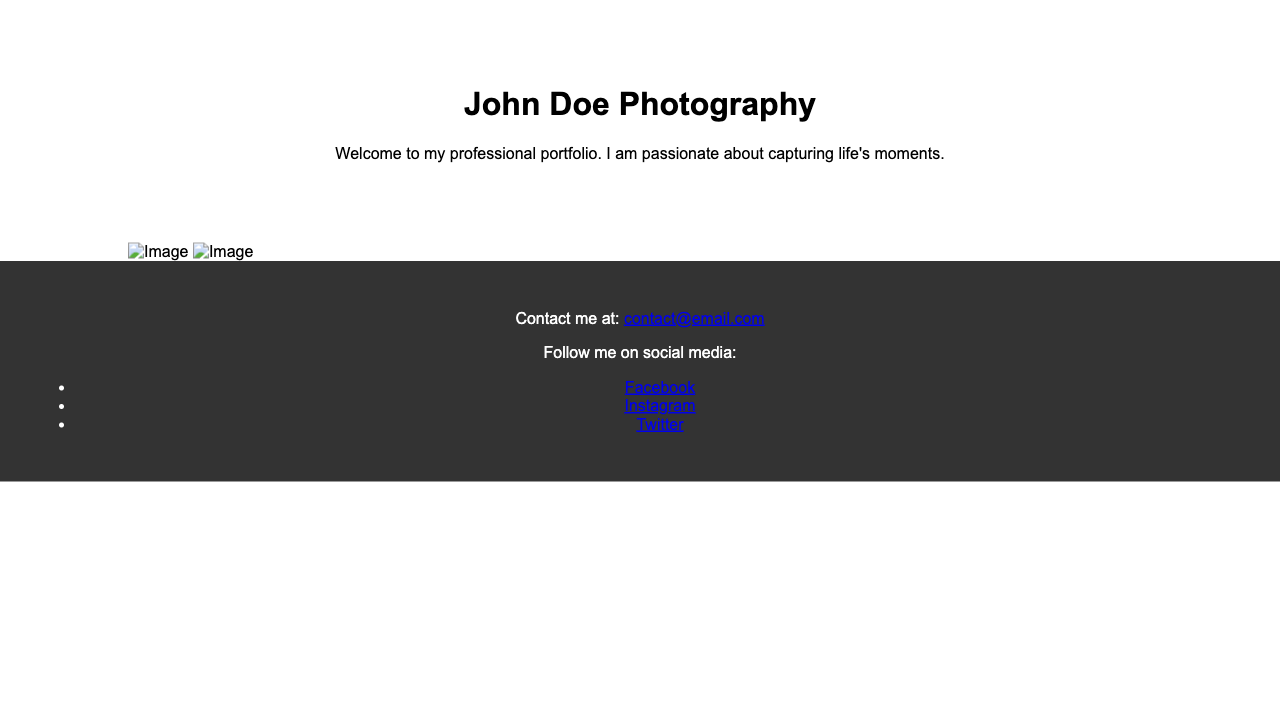 John Doe Photography
Welcome to my professional portfolio. I am passionate about capturing life's moments.
Image Image
Contact me at: contact@email.com
Follow me on social media:
• Facebook
• Instagram
• Twitter